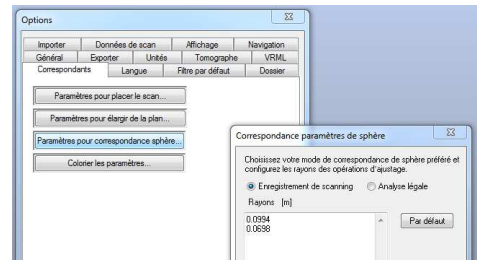 Options
Importer Données de scan Affichage Navigation
Général Exporter Unités Tomographe VRML
Correspondants Langue Filtre par défaut Dossier
Paramètres pour placer le scan...
Paramètres pour élargir de la plan...
Paramètres pour correspondance sphère...
Colorier les paramètres...
Correspondance paramètres de sphère
Choisissez votre mode de correspondance de sphère préféré et
configurez les rayons des opérations d'ajustage.
Enregistrement de scanning Analyse légale
Rayons [m]
0.0994
0.0698
Par défaut